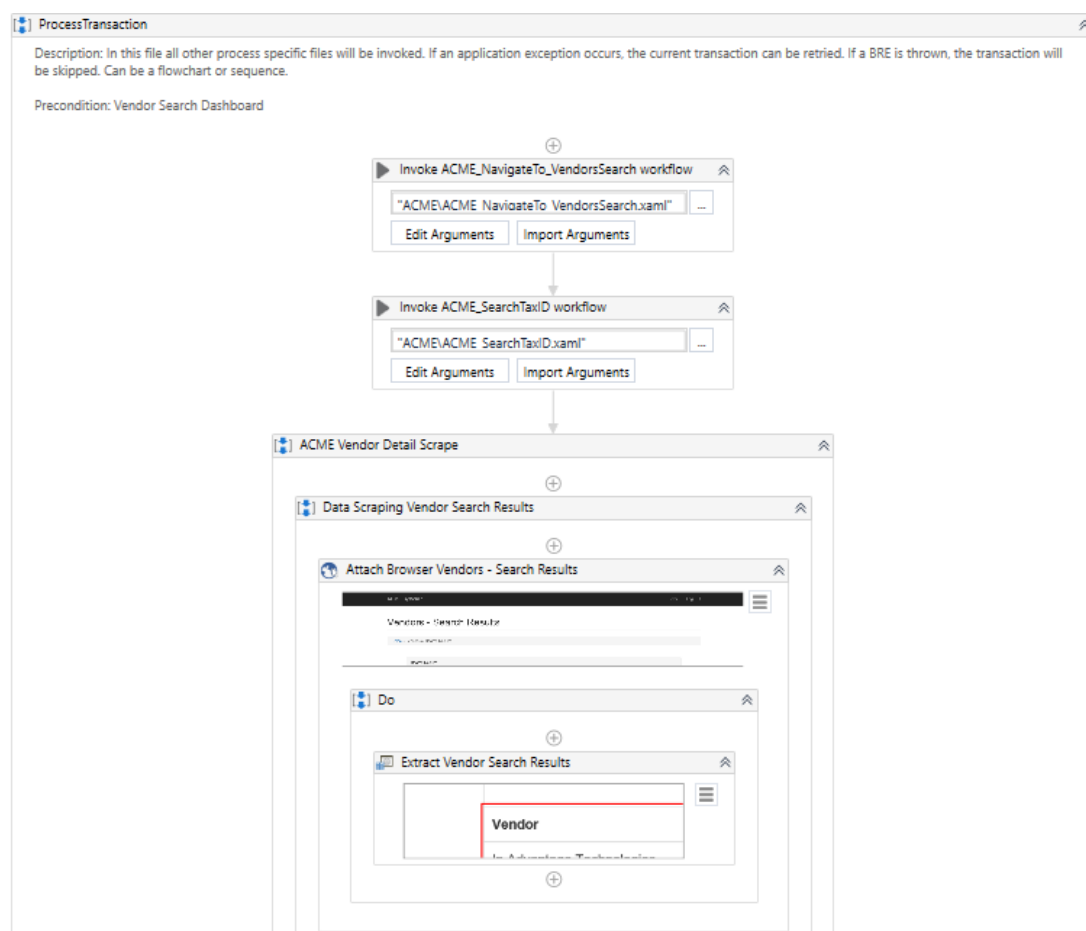 ProcessTransaction
Description: In this file all other process specific files will be invoked. If an application exception occurs, the current transaction can be retried. If a BRE is thrown, the transaction will
be skipped. Can be a flowchart or sequence.
Precondition: Vendor Search Dashboard
Invoke ACME_NavigateTo_VendorsSearch workflow
"ACME\ACME_NavigateTo_VendorsSearch.xaml" ...
Edit Arguments Import Arguments
Invoke ACME_SearchTaxID workflow
"ACME\ACME_SearchTaxID.xaml" ...
Edit Arguments Import Arguments
ACME Vendor Detail Scrape
Data Scraping Vendor Search Results
Attach Browser Vendors - Search Results
Vendors - Search Results
Do
Extract Vendor Search Results
Vendor